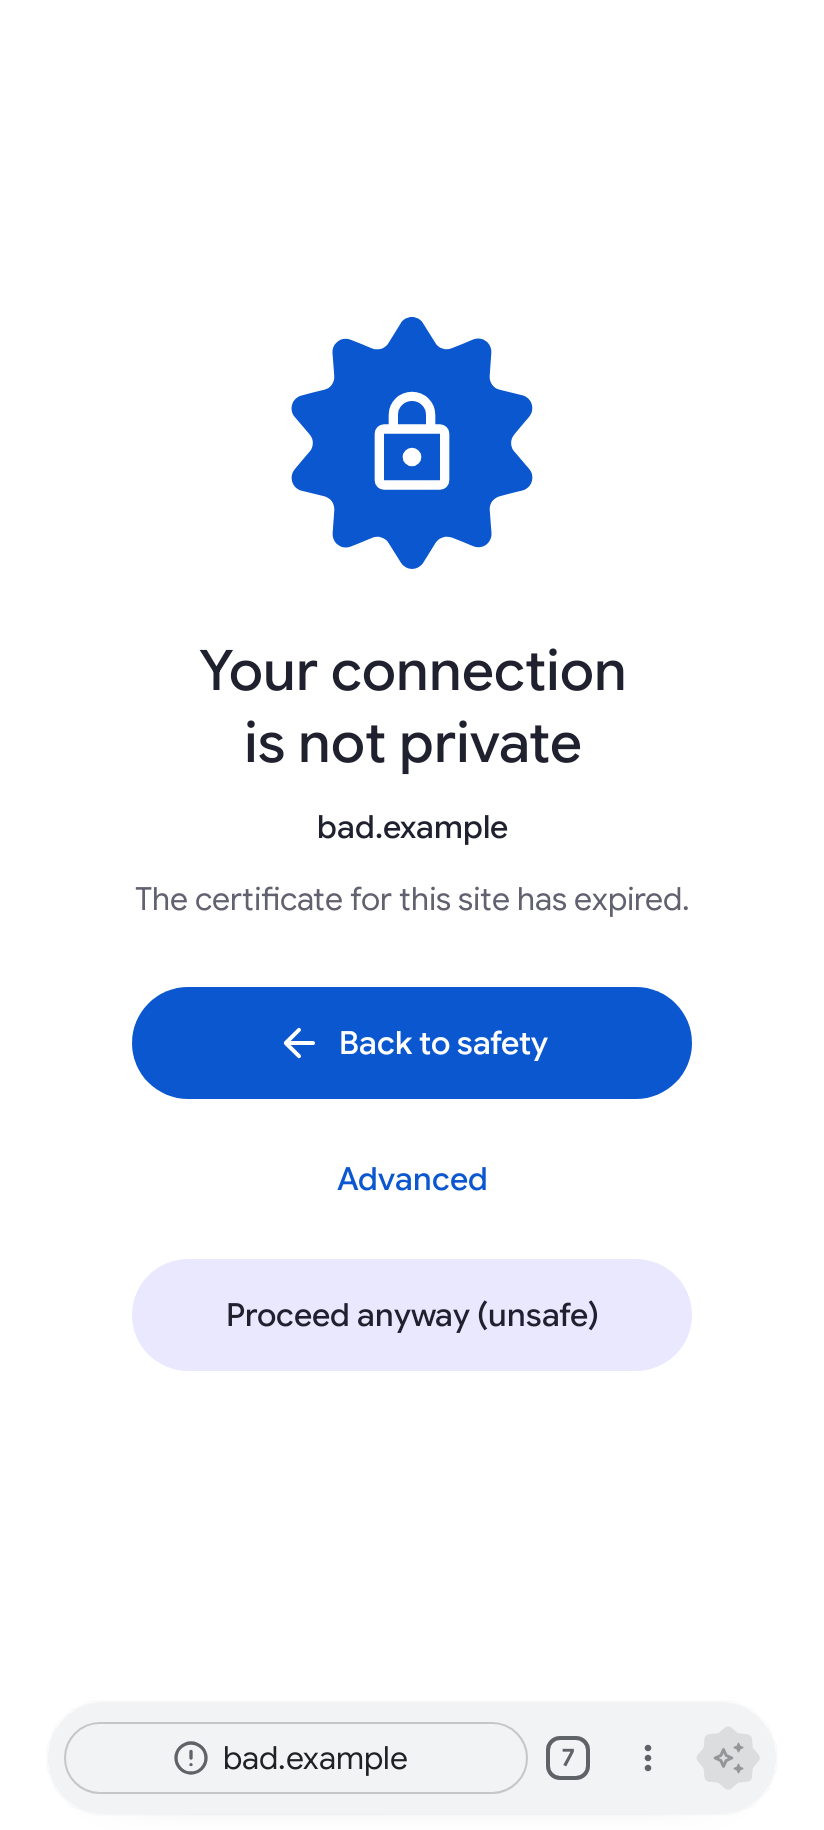 Your connection
is not private
bad.example
The certificate for this site has expired.
Back to safety
Advanced
Proceed anyway (unsafe)
bad.example
7